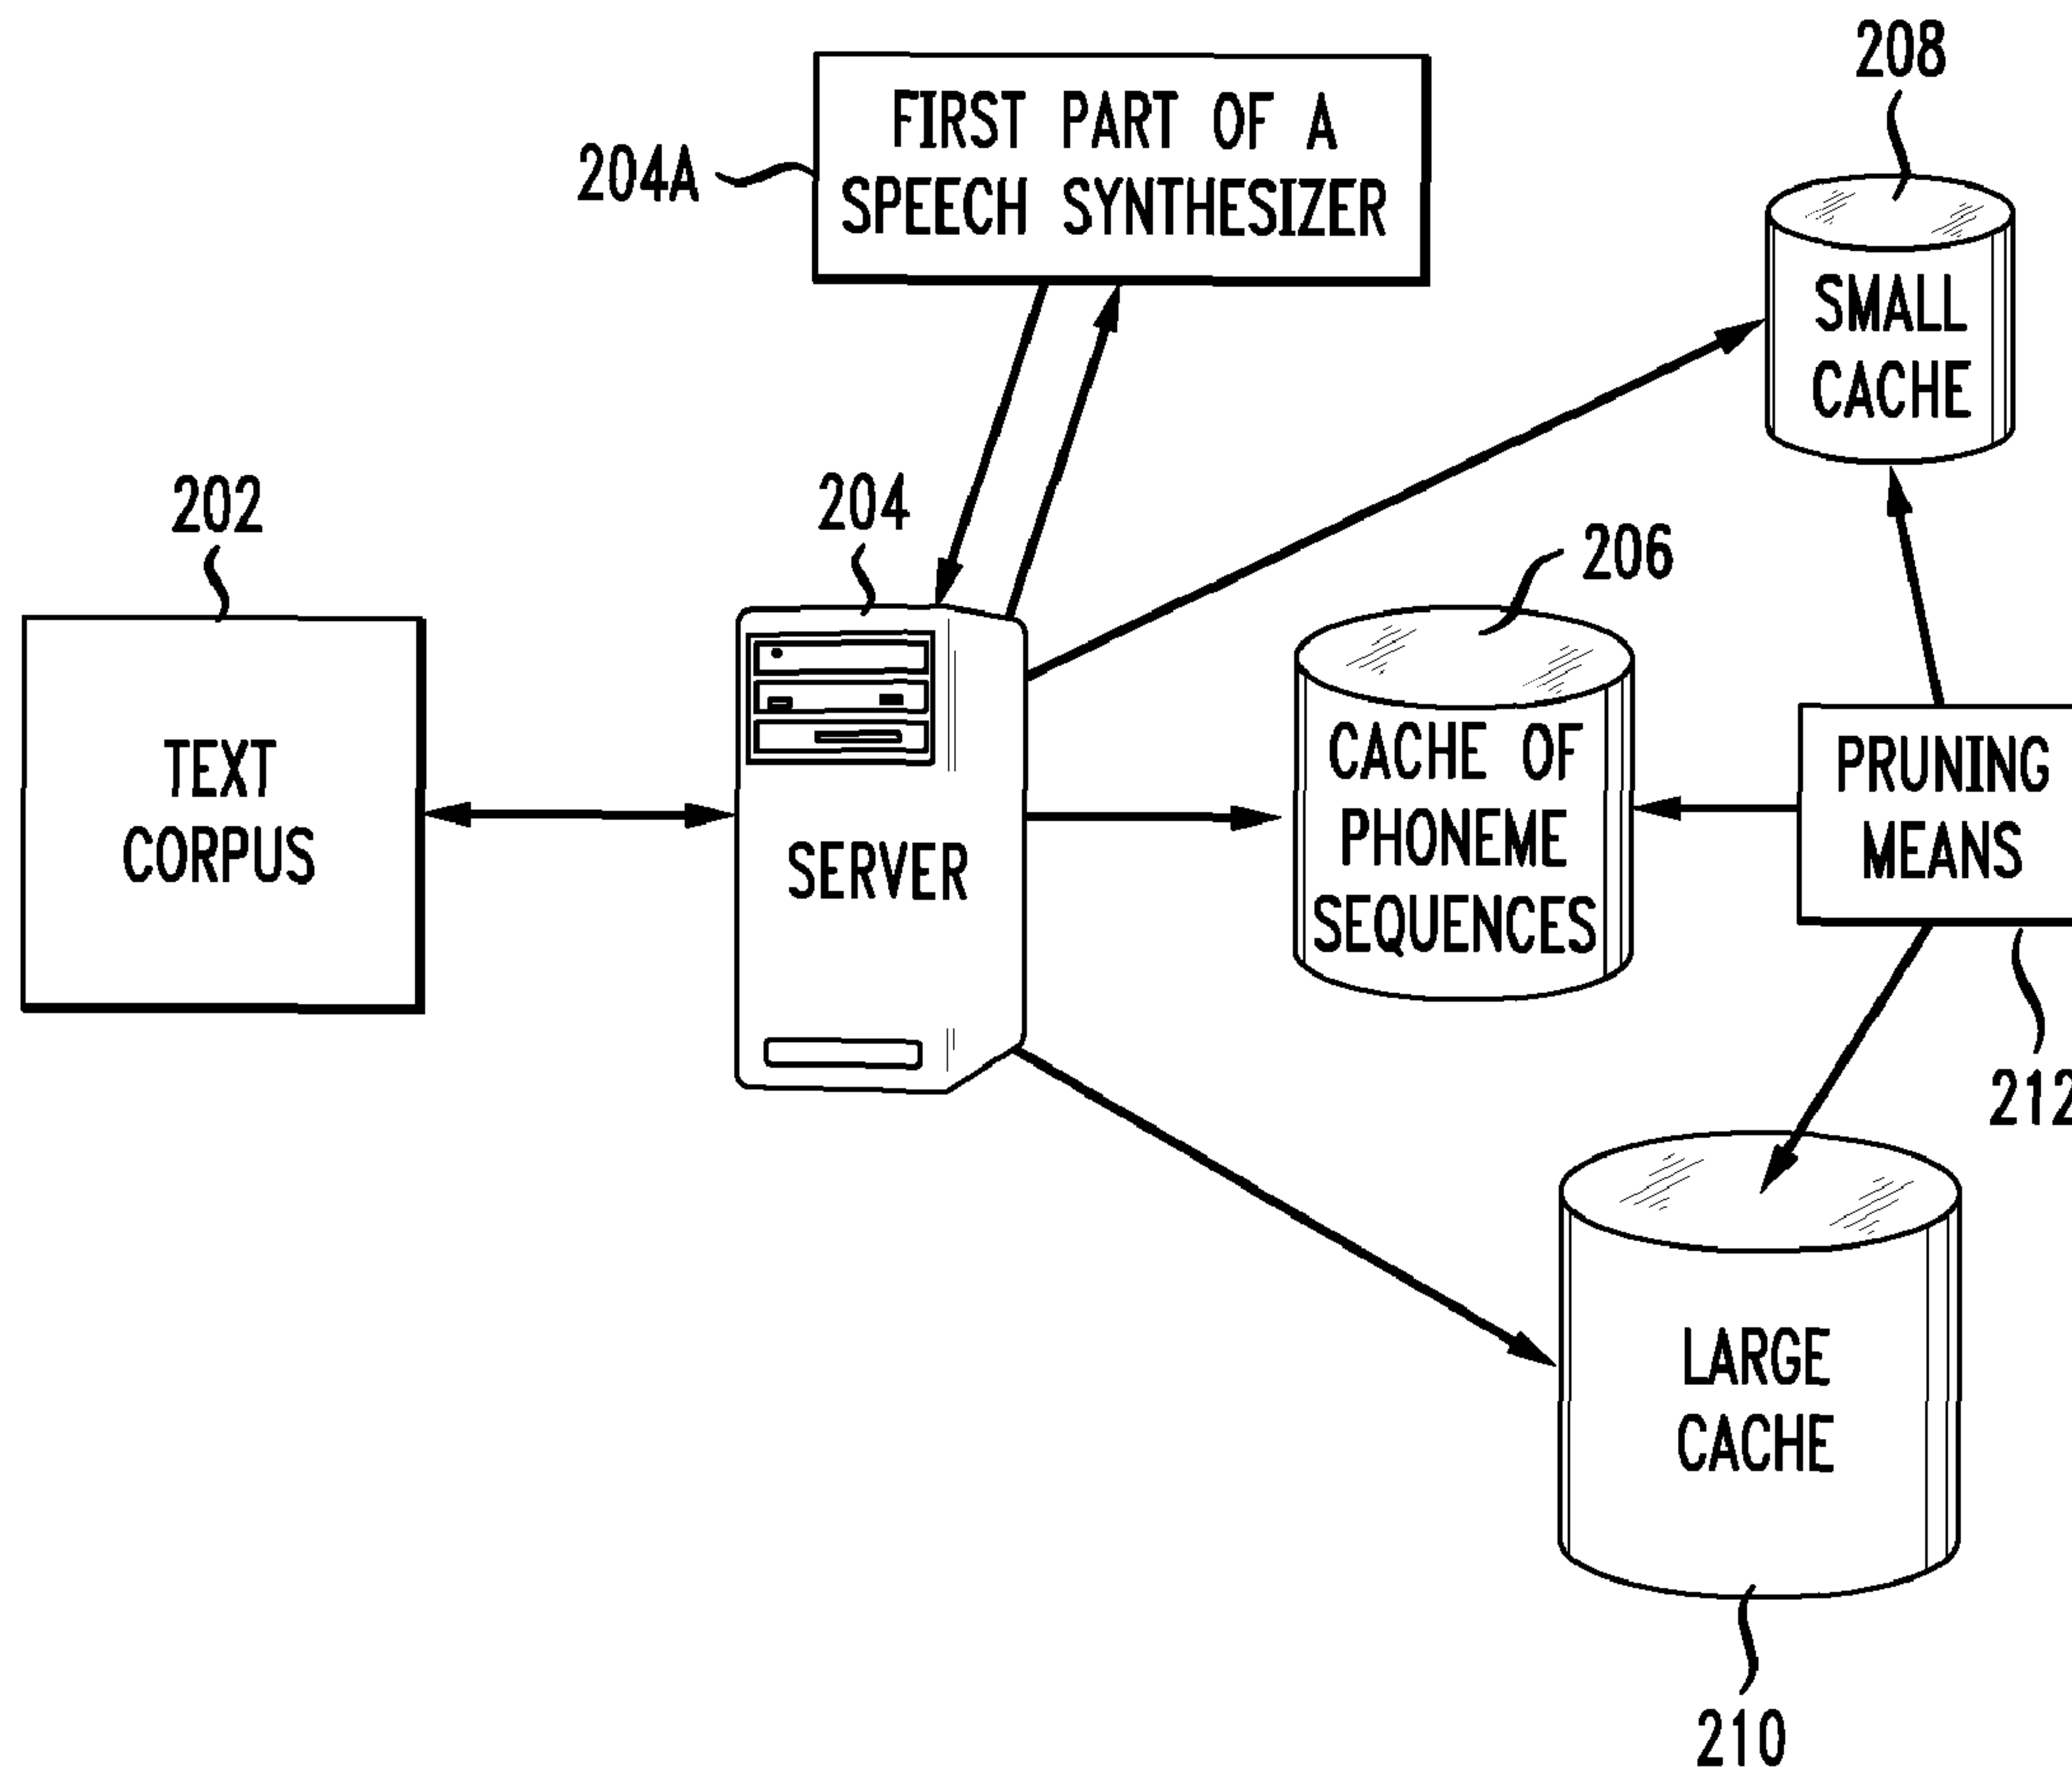 208
FIRST PART OF A
SPEECH SYNTHESIZER
204A
SMALL
CACHE
202
204
206
TEXT
CORPUS
SERVER
CACHE OF
PHONEME
SEQUENCES
PRUNING
MEANS
212
LARGE
CACHE
210